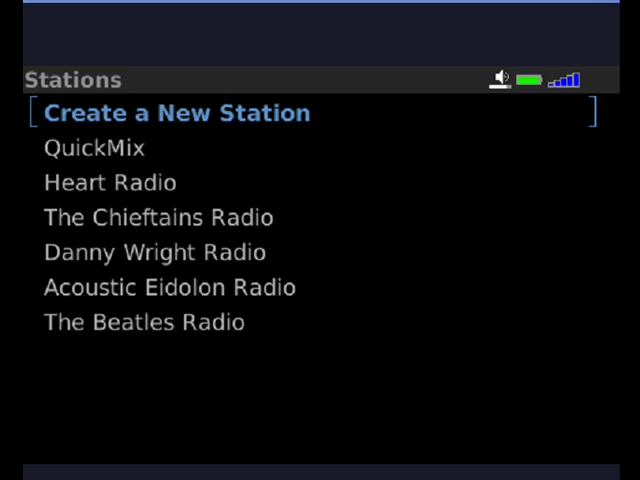 Stations
Create a New Station
QuickMix
Heart Radio
The Chieftains Radio
Danny Wright Radio
Acoustic Eidolon Radio
The Beatles Radio